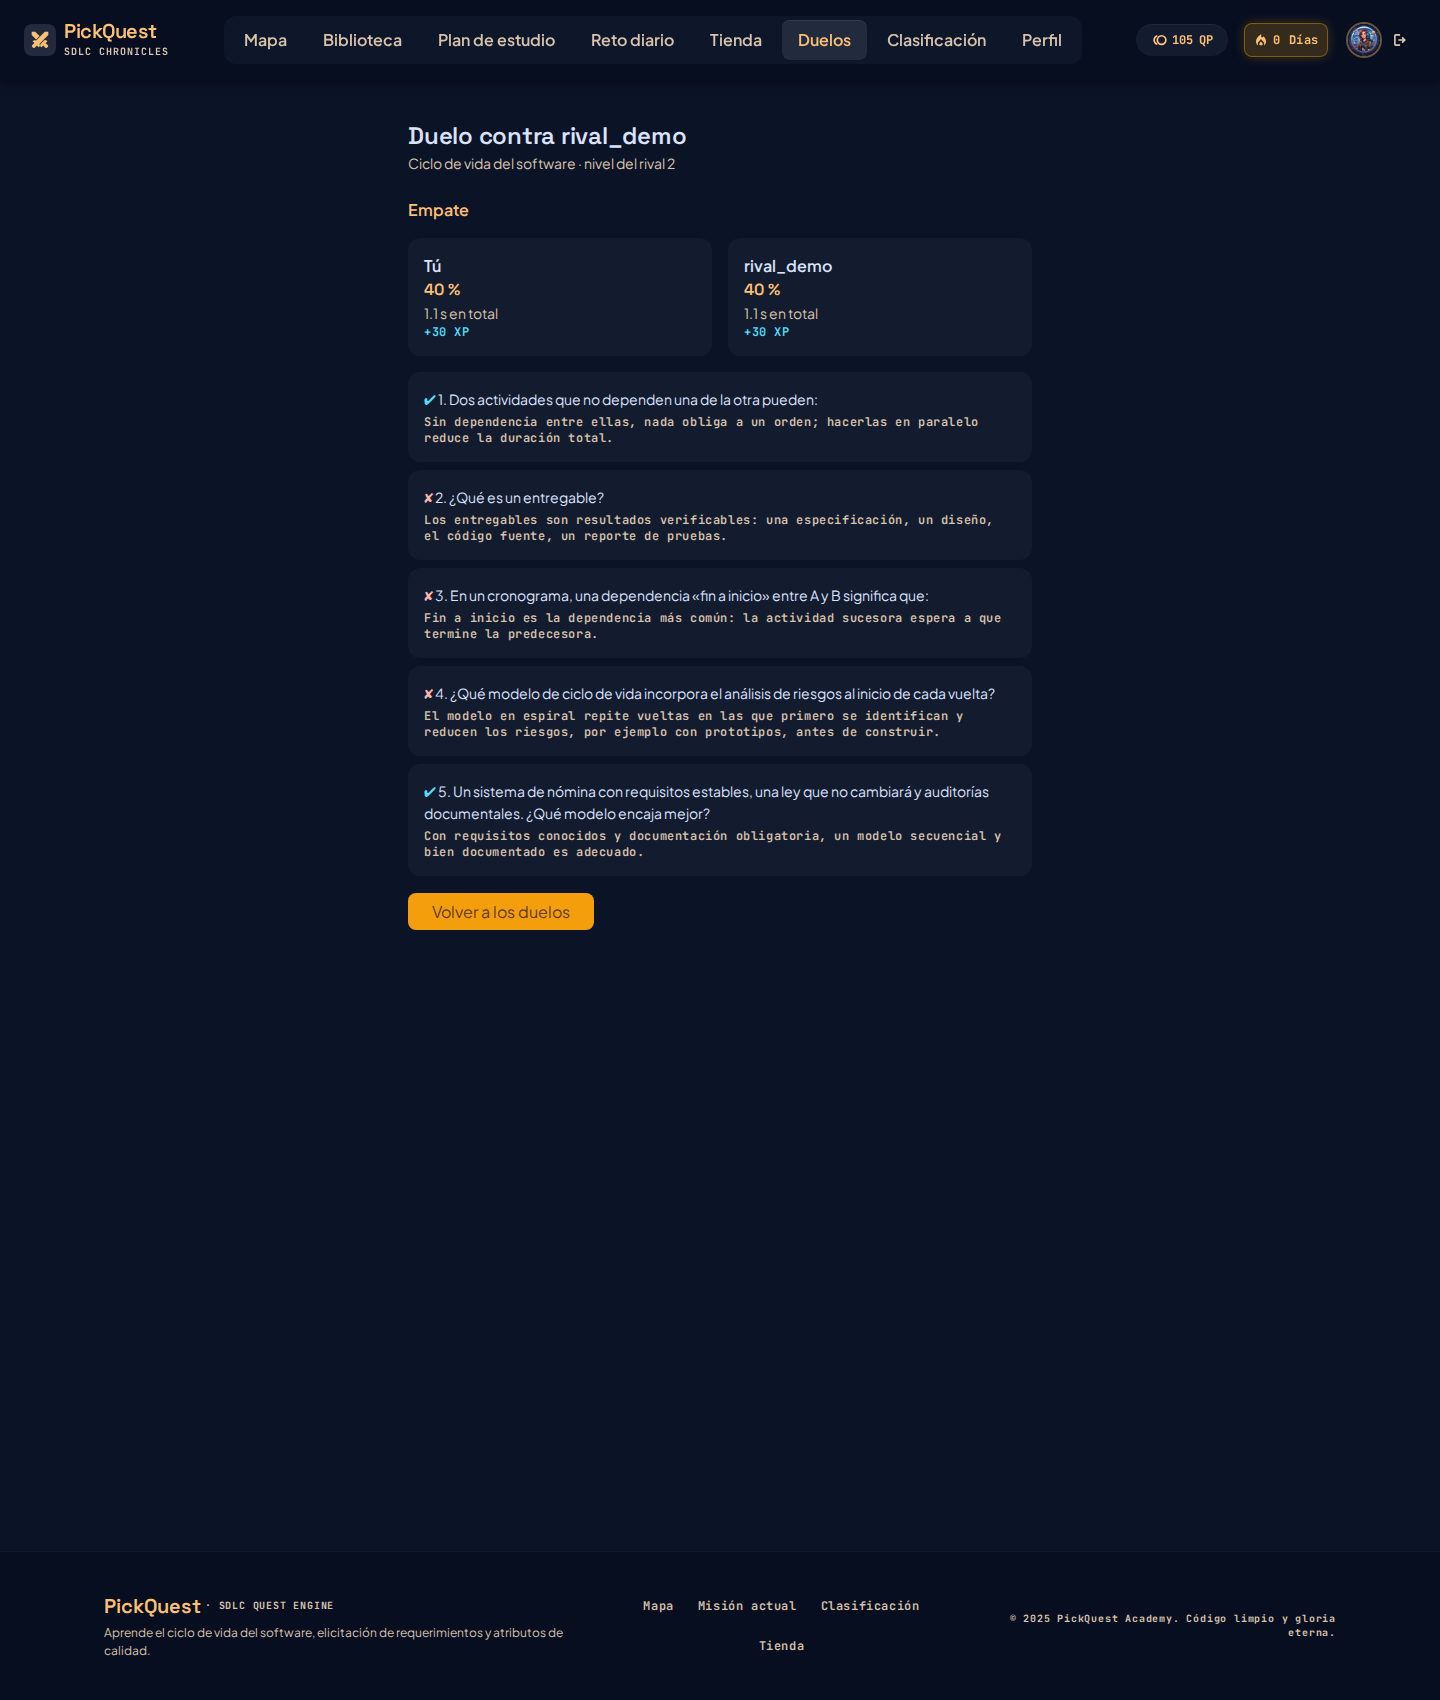 PickQuest
SDLC CHRONICLES
Mapa
Biblioteca
Plan de estudio
Reto diario
Tienda
Duelos
Clasificación
Perfil
105 QP
0 Días
Duelo contra rival_demo
Ciclo de vida del software · nivel del rival 2
Empate
Tú
40 %
1.1 s en total
+30 XP
rival_demo
40 %
1.1 s en total
+30 XP
✔ 1. Dos actividades que no dependen una de la otra pueden:
Sin dependencia entre ellas, nada obliga a un orden; hacerlas en paralelo
reduce la duración total.
✘ 2. ¿Qué es un entregable?
Los entregables son resultados verificables: una especificación, un diseño,
el código fuente, un reporte de pruebas.
✘ 3. En un cronograma, una dependencia «fin a inicio» entre A y B significa que:
Fin a inicio es la dependencia más común: la actividad sucesora espera a que
termine la predecesora.
✘ 4. ¿Qué modelo de ciclo de vida incorpora el análisis de riesgos al inicio de cada vuelta?
El modelo en espiral repite vueltas en las que primero se identifican y
reducen los riesgos, por ejemplo con prototipos, antes de construir.
✔ 5. Un sistema de nómina con requisitos estables, una ley que no cambiará y auditorías
documentales. ¿Qué modelo encaja mejor?
Con requisitos conocidos y documentación obligatoria, un modelo secuencial y
bien documentado es adecuado.
Volver a los duelos
PickQuest · SDLC QUEST ENGINE
Aprende el ciclo de vida del software, elicitación de requerimientos y atributos de
calidad.
Mapa
Misión actual
Clasificación
Tienda
© 2025 PickQuest Academy. Código limpio y gloria
eterna.